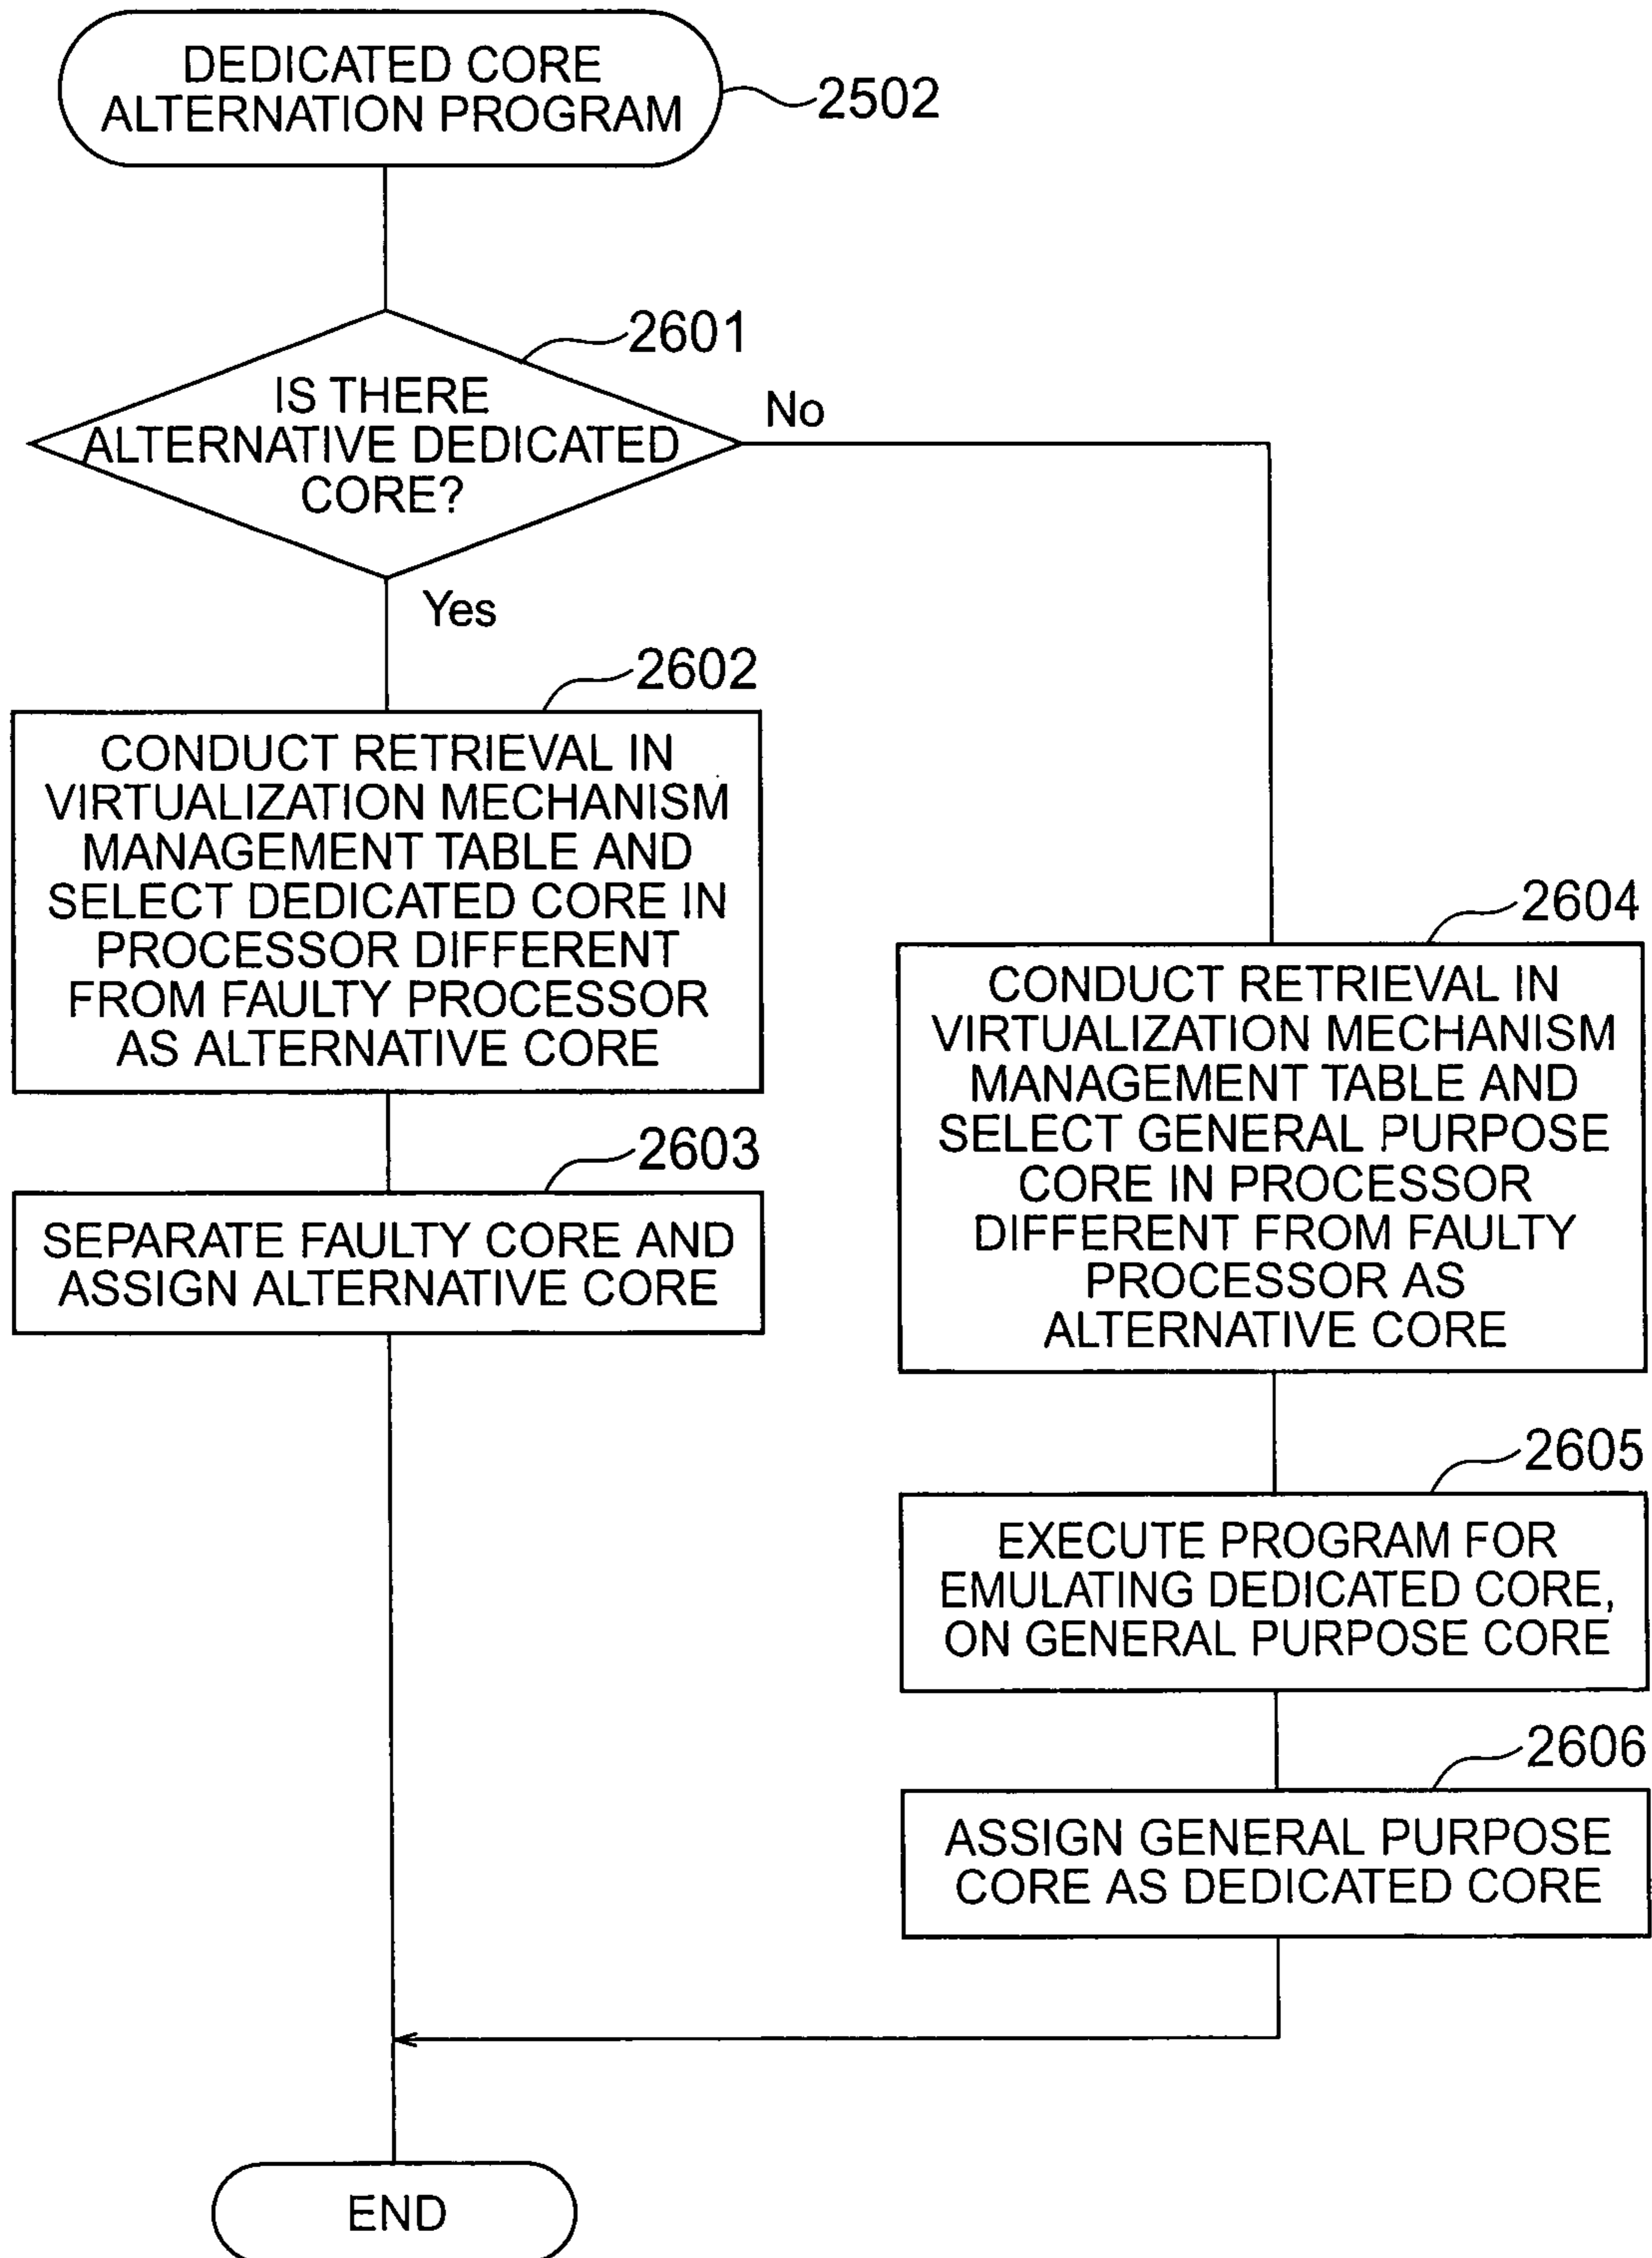 DEDICATED CORE
ALTERNATION PROGRAM
2502
2601
IS THERE
ALTERNATIVE DEDICATED
CORE?
No
Yes
2602
CONDUCT RETRIEVAL IN
VIRTUALIZATION MECHANISM
MANAGEMENT TABLE AND
SELECT DEDICATED CORE IN
PROCESSOR DIFFERENT
FROM FAULTY PROCESSOR
AS ALTERNATIVE CORE
2603
SEPARATE FAULTY CORE AND
ASSIGN ALTERNATIVE CORE
2604
CONDUCT RETRIEVAL IN
VIRTUALIZATION MECHANISM
MANAGEMENT TABLE AND
SELECT GENERAL PURPOSE
CORE IN PROCESSOR
DIFFERENT FROM FAULTY
PROCESSOR AS
ALTERNATIVE CORE
2605
EXECUTE PROGRAM FOR
EMULATING DEDICATED CORE,
ON GENERAL PURPOSE CORE
2606
ASSIGN GENERAL PURPOSE
CORE AS DEDICATED CORE
END